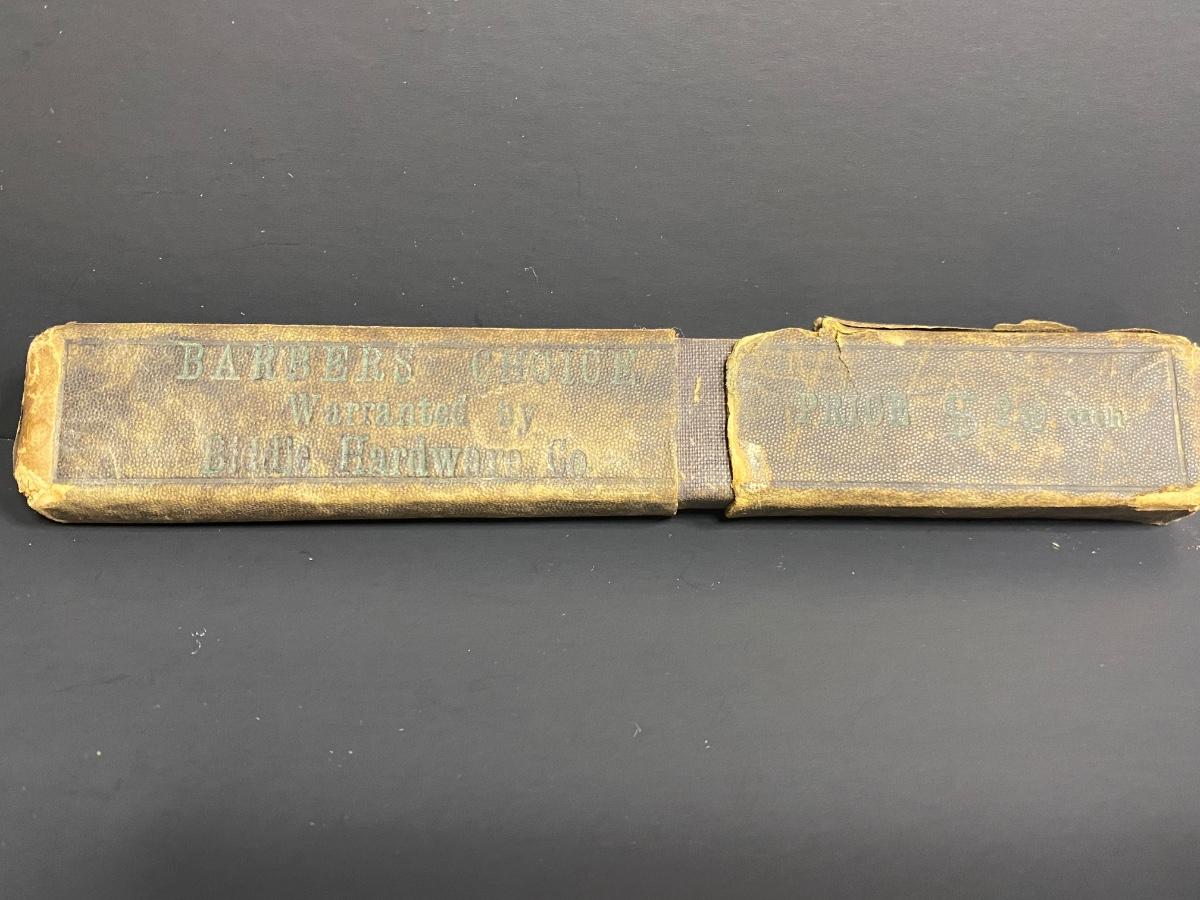 BARBERS CHOICE
Warranted by
Biddle Hardware Co
PRICE $ each